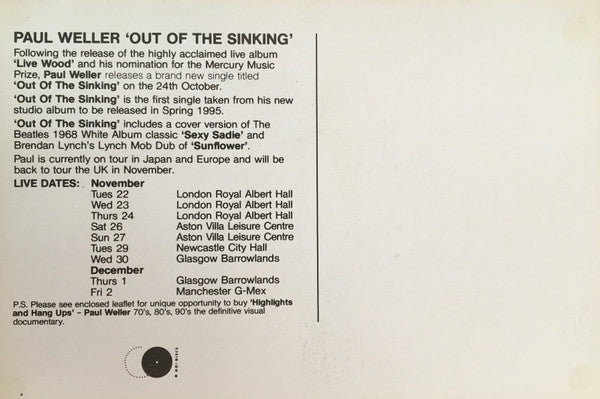 PAUL WELLER 'OUT OF THE SINKING'
Following the release of the highly acclaimed live album
'Live Wood' and his nomination for the Mercury Music
Prize, Paul Weller releases a brand new single titled
'Out Of The Sinking' on the 24th October.
'Out Of The Sinking' is the first single taken from his new
studio album to be released in Spring 1995.
'Out Of The Sinking' includes a cover version of The
Beatles 1968 White Album classic 'Sexy Sadie' and
Brendan Lynch's Lynch Mob Dub of 'Sunflower'.
Paul is currently on tour in Japan and Europe and will be
back to tour the UK in November.
LIVE DATES: November
Tues 22 London Royal Albert Hall
Wed 23 London Royal Albert Hall
Thurs 24 London Royal Albert Hall
Sat 26 Aston Villa Leisure Centre
Sun 27 Aston Villa Leisure Centre
Tues 29 Newcastle City Hall
Wed 30 Glasgow Barrowlands
December
Thurs 1 Glasgow Barrowlands
Fri 2 Manchester G-Mex
P.S. Please see enclosed leaflet for unique opportunity to buy 'Highlights
and Hang Ups' – Paul Weller 70's, 80's, 90's the definitive visual
documentary.
GO! DISCS